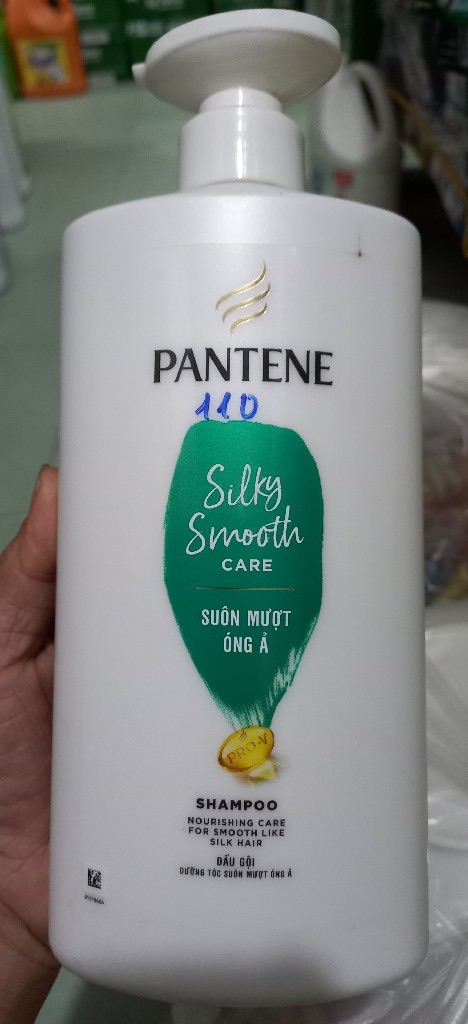 PANTENE
110
Silky
Smooth
CARE
SUÔN MƯỢT
ÓNG Ả
PRO-V
SHAMPOO
NOURISHING CARE
FOR SMOOTH LIKE
SILK HAIR
DẦU GỘI
DƯỠNG TÓC SUÔN MƯỢT ÓNG Ả